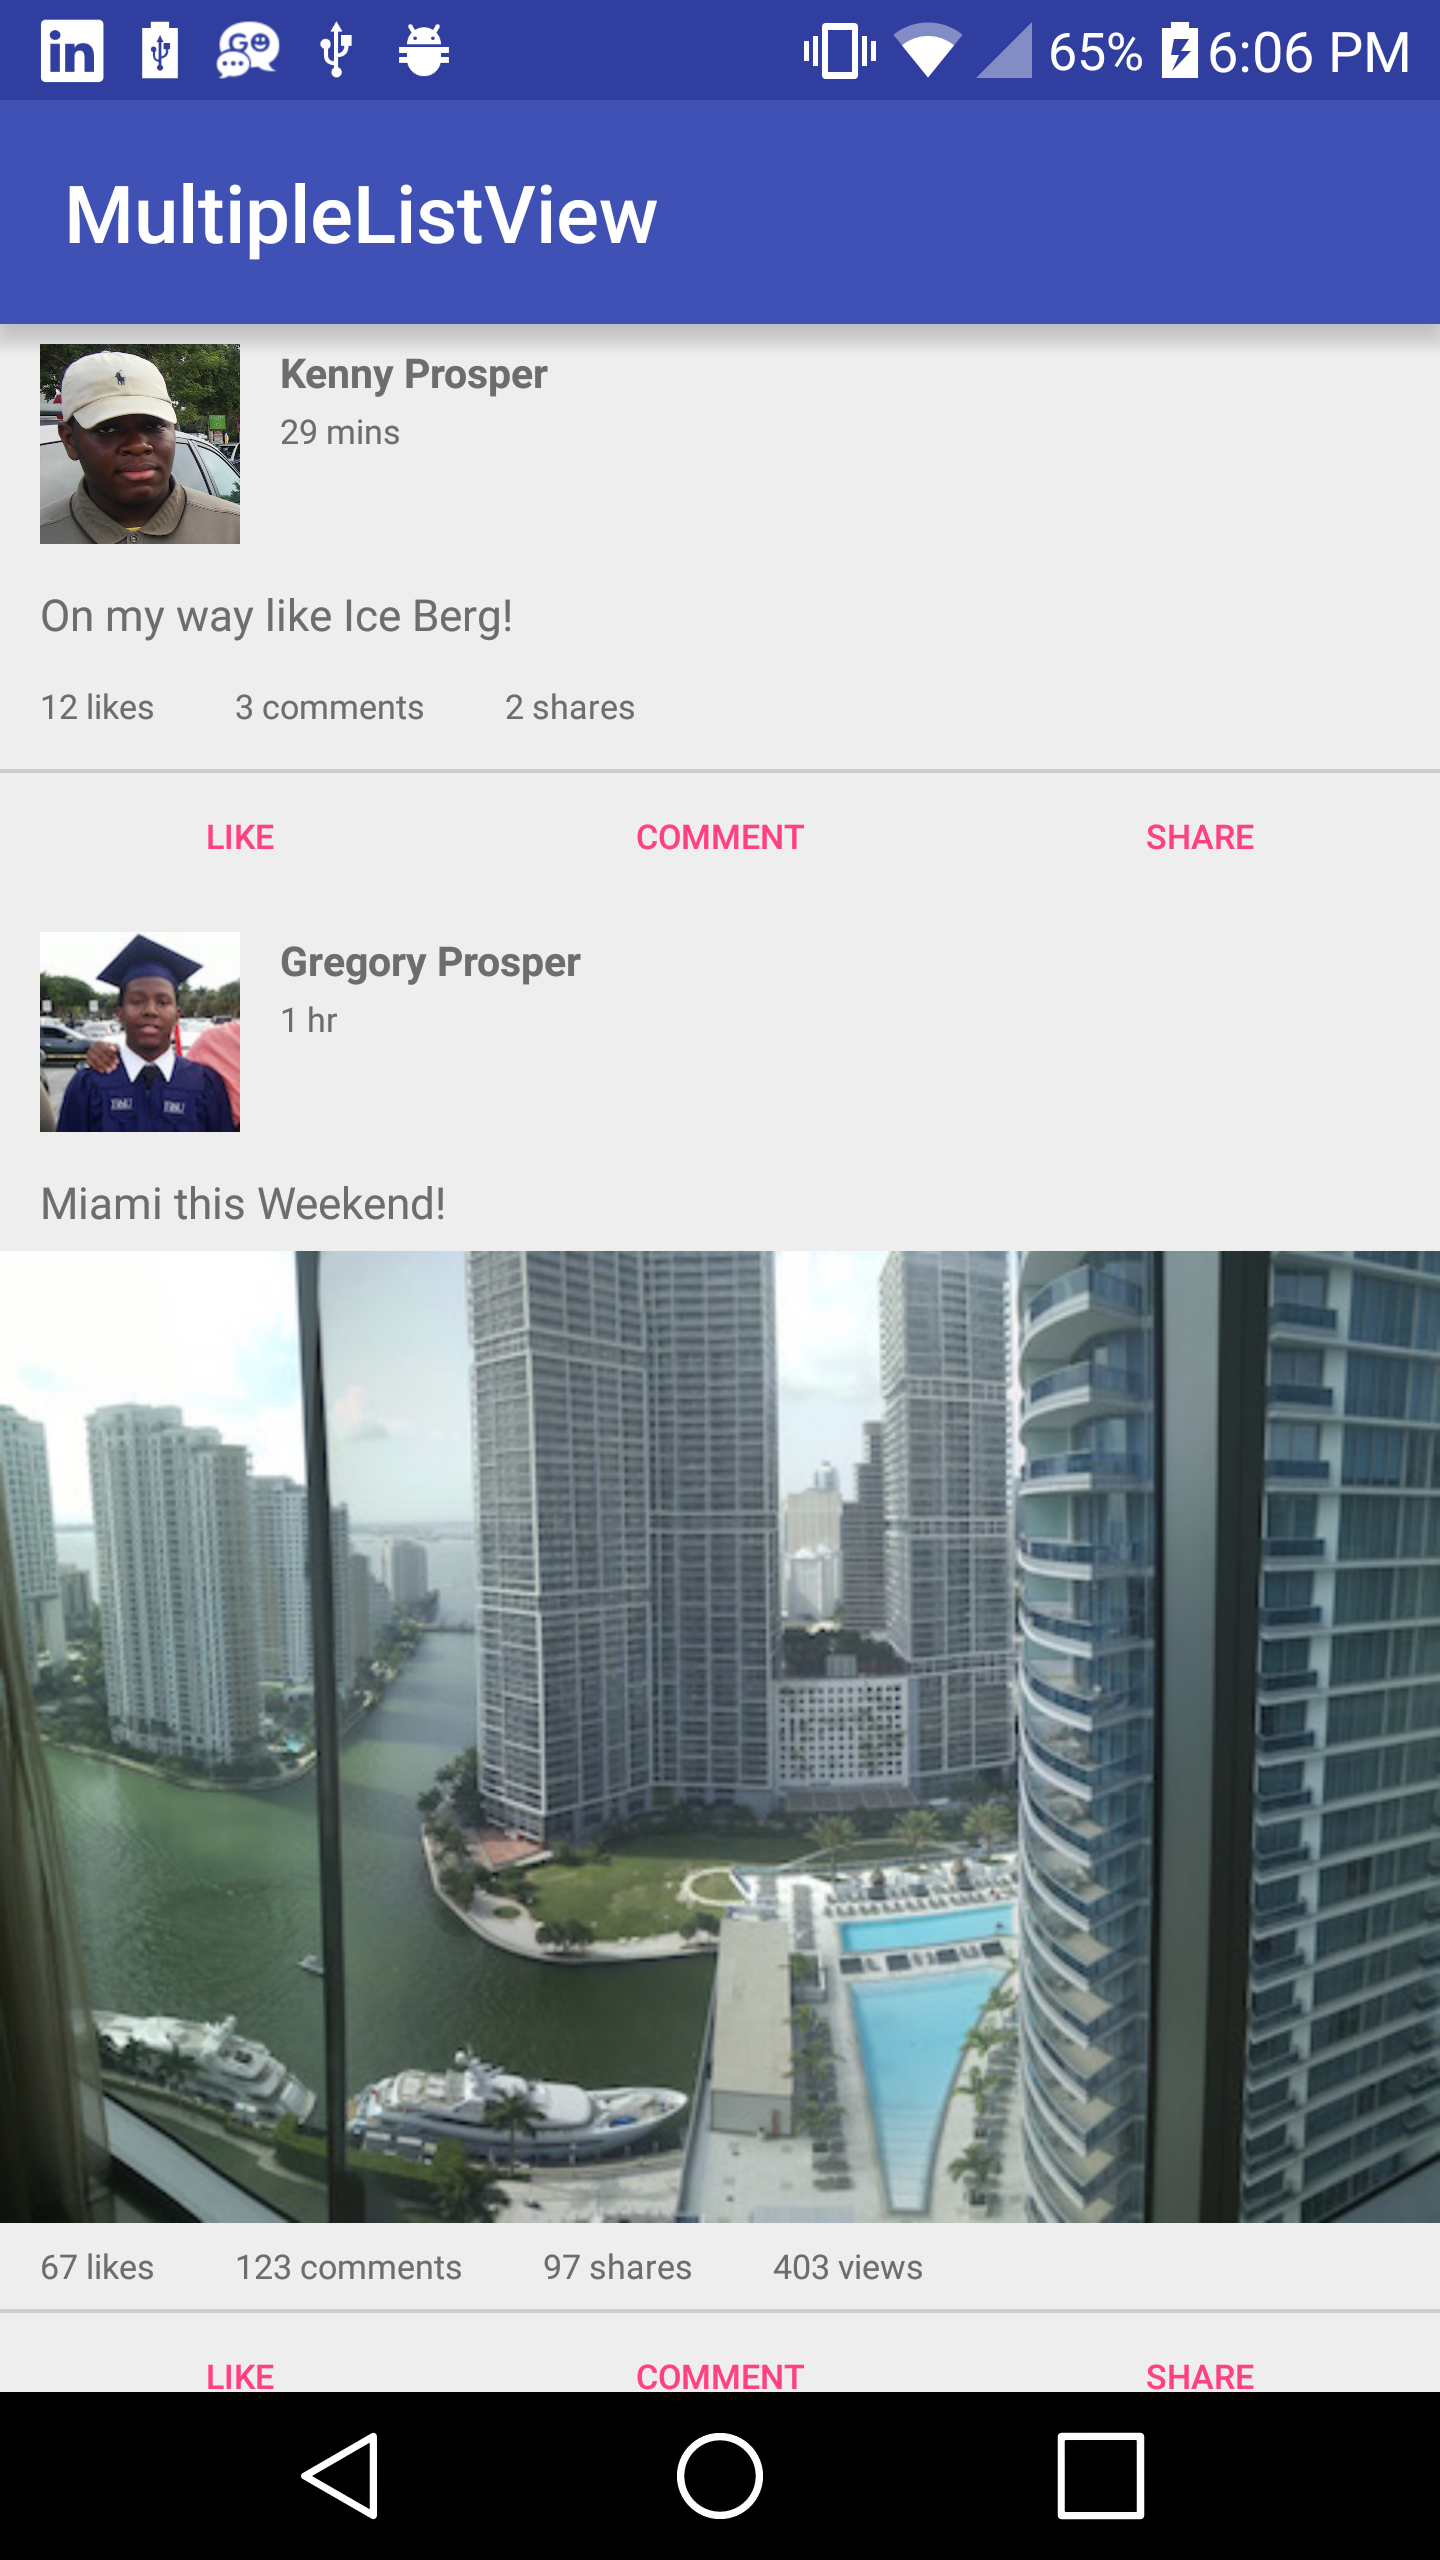 in GO 65% 6:06 PM
MultipleListView
Kenny Prosper
29 mins
On my way like Ice Berg!
12 likes 3 comments 2 shares
LIKE COMMENT SHARE
Gregory Prosper
1 hr
Miami this Weekend!
67 likes 123 comments 97 shares 403 views
LIKE COMMENT SHARE